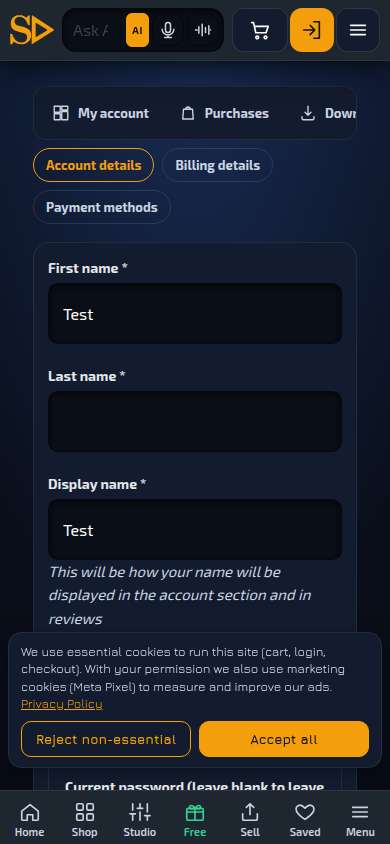 Ask A
AI
My account
Purchases
Dow
Account details
Billing details
Payment methods
First name *
Test
Last name *
Display name *
Test
This will be how your name will be
displayed in the account section and in
reviews
We use essential cookies to run this site (cart, login,
checkout). With your permission we also use marketing
cookies (Meta Pixel) to measure and improve our ads.
Privacy Policy
Reject non-essential
Accept all
Current password (leave blank to leave
Home
Shop
Studio
Free
Sell
Saved
Menu